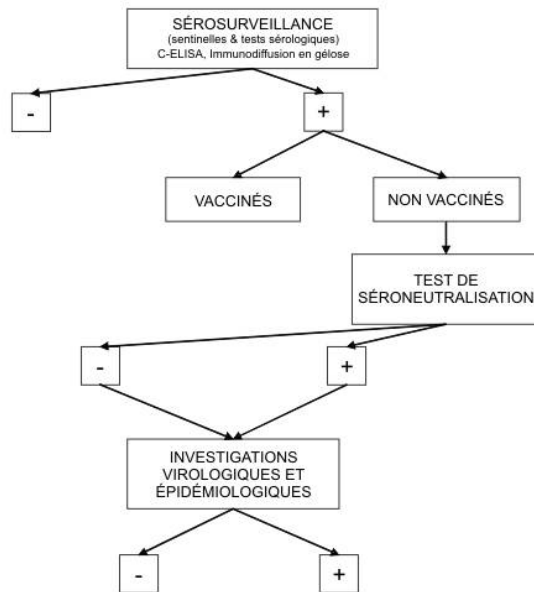 SÉROSURVEILLANCE
(sentinelles & tests sérologiques)
C-ELISA, Immunodiffusion en gélose
-
+
VACCINÉS
NON VACCINÉS
TEST DE
SÉRONEUTRALISATION
-
+
INVESTIGATIONS
VIROLOGIQUES ET
ÉPIDÉMIOLOGIQUES
-
+